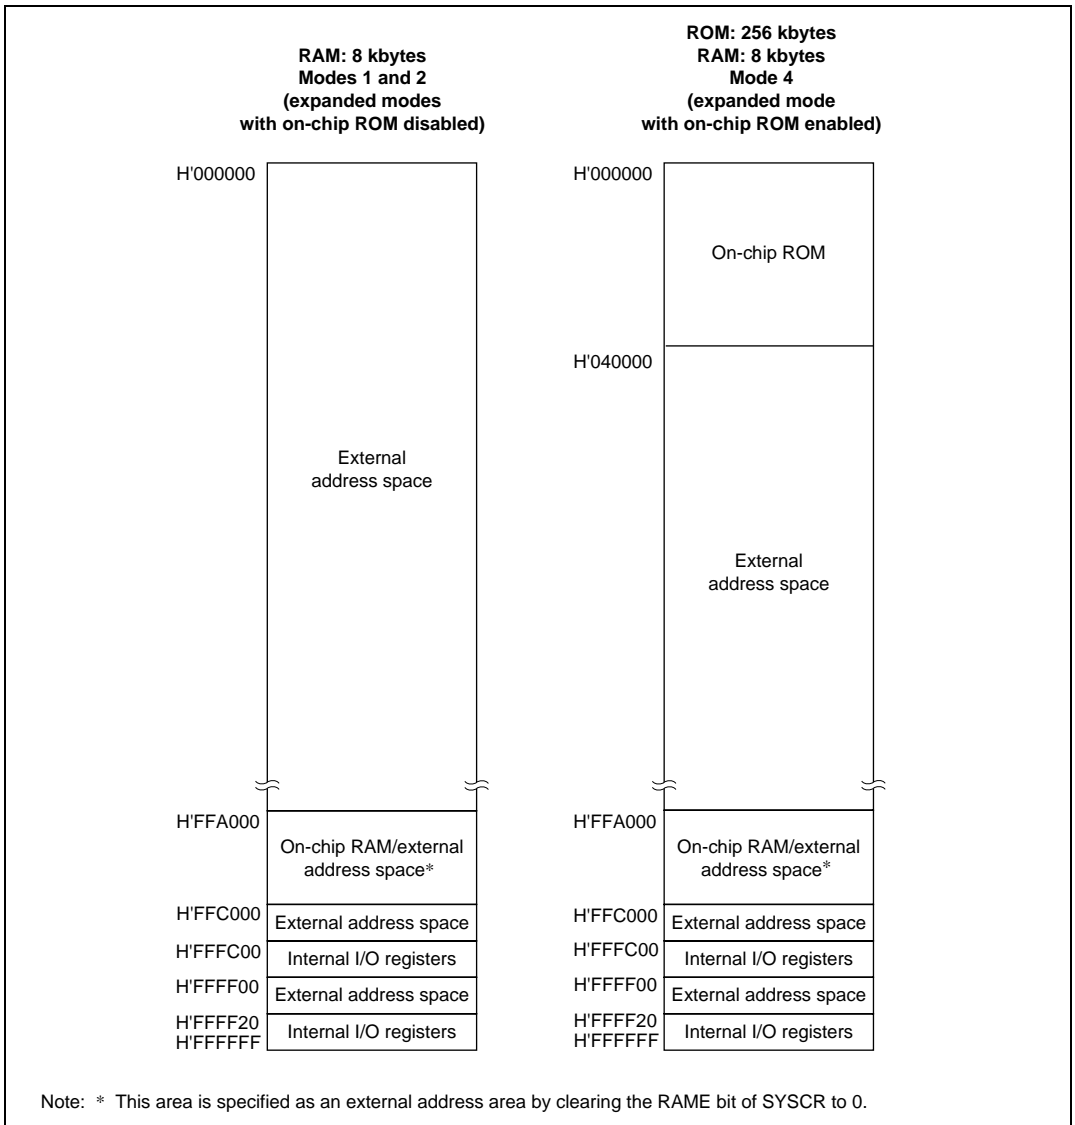 RAM: 8 kbytes
Modes 1 and 2
(expanded modes
with on-chip ROM disabled)
H'000000
External
address space
H'FFA000
On-chip RAM/external
address space*
H'FFC000
External address space
H'FFFC00
Internal I/O registers
H'FFFF00
External address space
H'FFFF20
H'FFFFFF
Internal I/O registers
ROM: 256 kbytes
RAM: 8 kbytes
Mode 4
(expanded mode
with on-chip ROM enabled)
H'000000
On-chip ROM
H'040000
External
address space
H'FFA000
On-chip RAM/external
address space*
H'FFC000
External address space
H'FFFC00
Internal I/O registers
H'FFFF00
External address space
H'FFFF20
H'FFFFFF
Internal I/O registers
Note: * This area is specified as an external address area by clearing the RAME bit of SYSCR to 0.